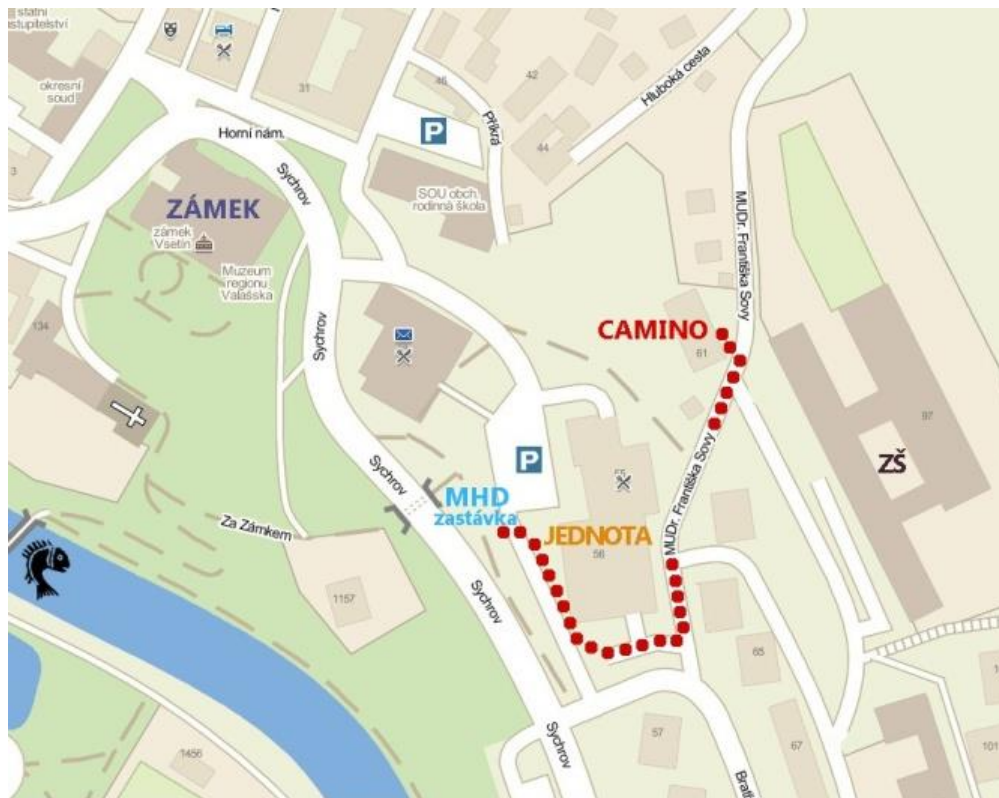 státní
zastupitelství
okresní
soud
31
46
42
44
Hluboká cesta
Příkrá
Horní nám.
P
Sychrov
SOU obch.
rodinná škola
MUDr. Františka Sovy
3
ZÁMEK
zámek
Vsetín
Muzeum
regionu
Valašska
134
Sychrov
CAMINO
61
97
ZŠ
P
Sychrov
MHD
zastávka
JEDNOTA
56
MUDr. Františka Sovy
Za Zámkem
1157
Sychrov
65
57
67
Sychrov
1456